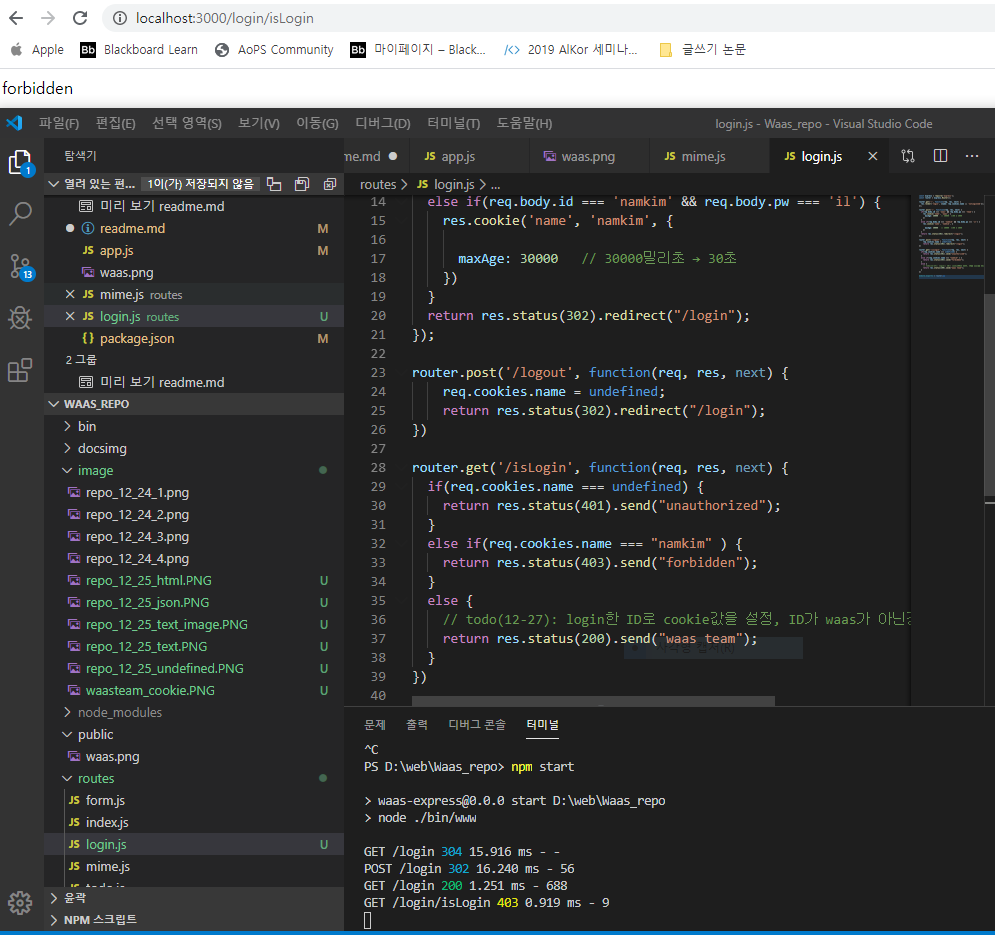 localhost:3000/login/isLogin
Apple Bb Blackboard Learn AoPS Community Bb 마이페이지 – Black... 2019 AIKor 세미나... 글쓰기 논문
forbidden
파일(F) 편집(E) 선택 영역(S) 보기(V) 이동(G) 디버그(D) 터미널(T) 도움말(H) login.js - Waas_repo - Visual Studio Code
탐색기
열려 있는 편... 1이(가) 저장되지 않음
미리 보기 readme.md
readme.md M
JS app.js M
waas.png
JS mime.js routes
JS login.js routes U
{} package.json M
2 그룹
미리 보기 readme.md
WAAS_REPO
bin
docsimg
image
repo_12_24_1.png
repo_12_24_2.png
repo_12_24_3.png
repo_12_24_4.png
repo_12_25_html.PNG U
repo_12_25_json.PNG U
repo_12_25_text_image.PNG U
repo_12_25_text.PNG U
repo_12_25_undefined.PNG U
waasteam_cookie.PNG U
node_modules
public
waas.png
routes
JS form.js
JS index.js
JS login.js U
JS mime.js
윤곽
NPM 스크립트
1
13
me.md JS app.js waas.png JS mime.js JS login.js
routes > JS login.js > ...
14 else if(req.body.id === 'namkim' && req.body.pw === 'il') {
15 res.cookie('name', 'namkim', {
16
17 maxAge: 30000 // 30000밀리초 → 30초
18 })
19 }
20 return res.status(302).redirect("/login");
21 });
22
23 router.post('/logout', function(req, res, next) {
24 req.cookies.name = undefined;
25 return res.status(302).redirect("/login");
26 })
27
28 router.get('/isLogin', function(req, res, next) {
29 if(req.cookies.name === undefined) {
30 return res.status(401).send("unauthorized");
31 }
32 else if(req.cookies.name === "namkim" ) {
33 return res.status(403).send("forbidden");
34 }
35 else {
36 // todo(12-27): login한 ID로 cookie값을 설정, ID가 waas가 아닌
37 return res.status(200).send("waas team");
38 }
39 })
40
문제 출력 디버그 콘솔 터미널
^C
PS D:\web\Waas_repo> npm start
> waas-express@0.0.0 start D:\web\Waas_repo
> node ./bin/www
GET /login 304 15.916 ms - -
POST /login 302 16.240 ms - 56
GET /login 200 1.251 ms - 688
GET /login/isLogin 403 0.919 ms - 9